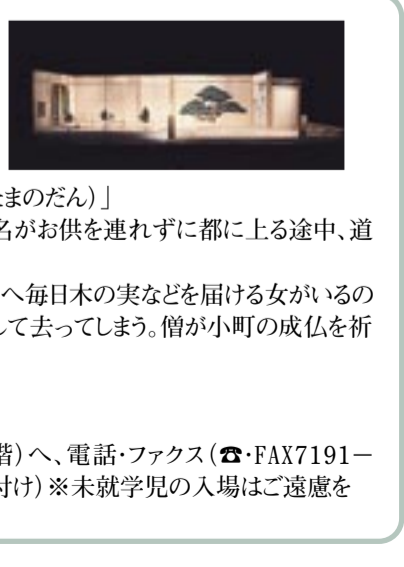 たまのだん)」
名がお供を連れずに都に上る途中、道
へ毎日木の実などを届ける女がいるの
して去ってしまう。僧が小町の成仏を祈
階)へ、電話・ファクス(☎・FAX7191－
付け)※未就学児の入場はご遠慮を